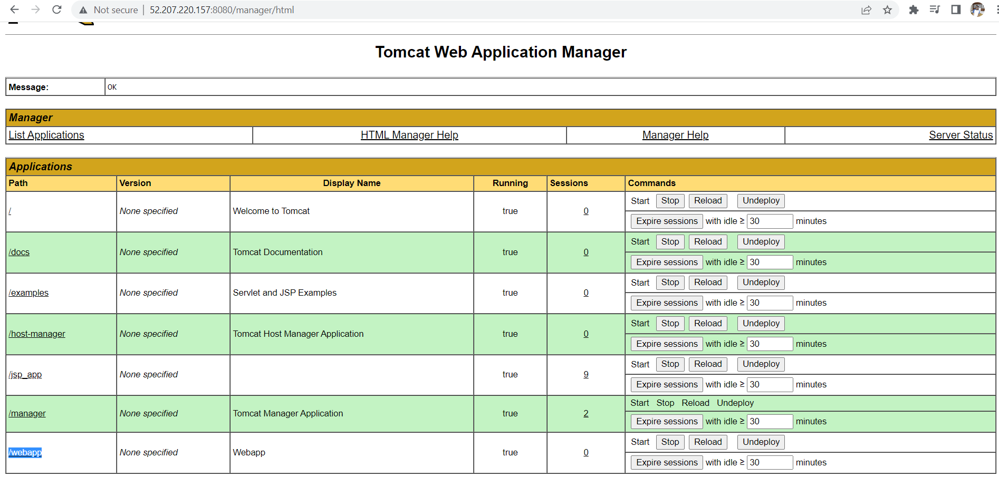 Not secure | 52.207.220.157:8080/manager/html
Tomcat Web Application Manager
Message: OK
Manager
List Applications HTML Manager Help Manager Help Server Status
Applications
Path Version Display Name Running Sessions Commands
/ None specified Welcome to Tomcat true 0 Start Stop Reload Undeploy
Expire sessions with idle ≥ 30 minutes
/docs None specified Tomcat Documentation true 0 Start Stop Reload Undeploy
Expire sessions with idle ≥ 30 minutes
/examples None specified Servlet and JSP Examples true 0 Start Stop Reload Undeploy
Expire sessions with idle ≥ 30 minutes
/host-manager None specified Tomcat Host Manager Application true 0 Start Stop Reload Undeploy
Expire sessions with idle ≥ 30 minutes
/jsp_app None specified true 9 Start Stop Reload Undeploy
Expire sessions with idle ≥ 30 minutes
/manager None specified Tomcat Manager Application true 2 Start Stop Reload Undeploy
Expire sessions with idle ≥ 30 minutes
/webapp None specified Webapp true 0 Start Stop Reload Undeploy
Expire sessions with idle ≥ 30 minutes